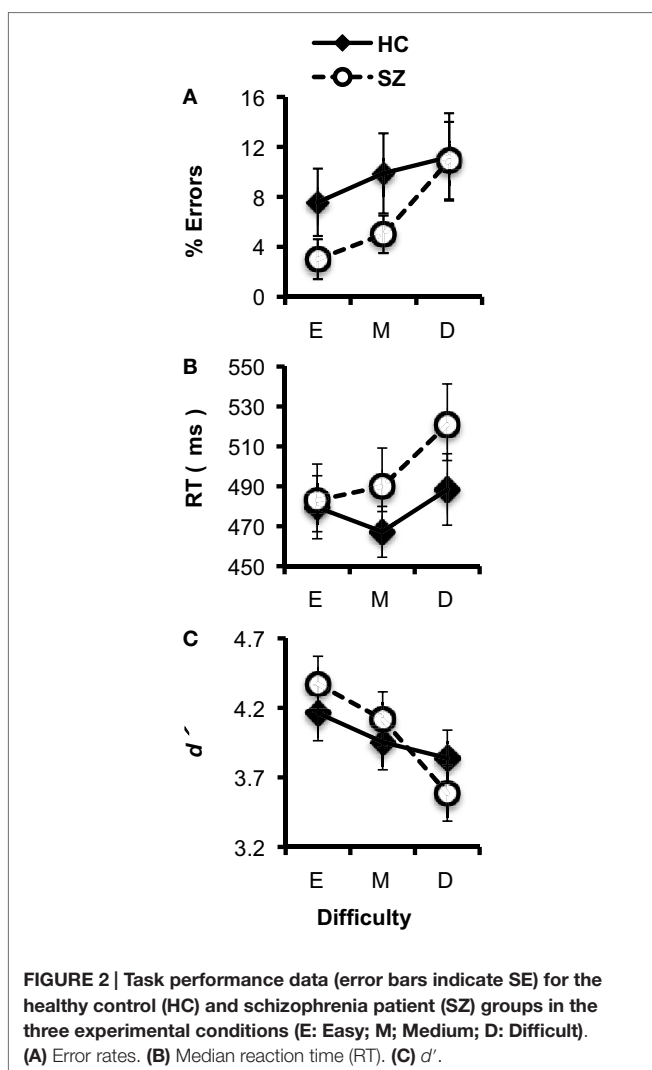 HC
SZ
A
16
12
8
4
0
% Errors
E M D
B
550
530
510
490
470
450
RT ( ms )
E M D
C
4.7
4.2
3.7
3.2
d´
E M D
Difficulty
FIGURE 2 | Task performance data (error bars indicate SE) for the
healthy control (HC) and schizophrenia patient (SZ) groups in the
three experimental conditions (E: Easy; M; Medium; D: Difficult).
(A) Error rates. (B) Median reaction time (RT). (C) d′.